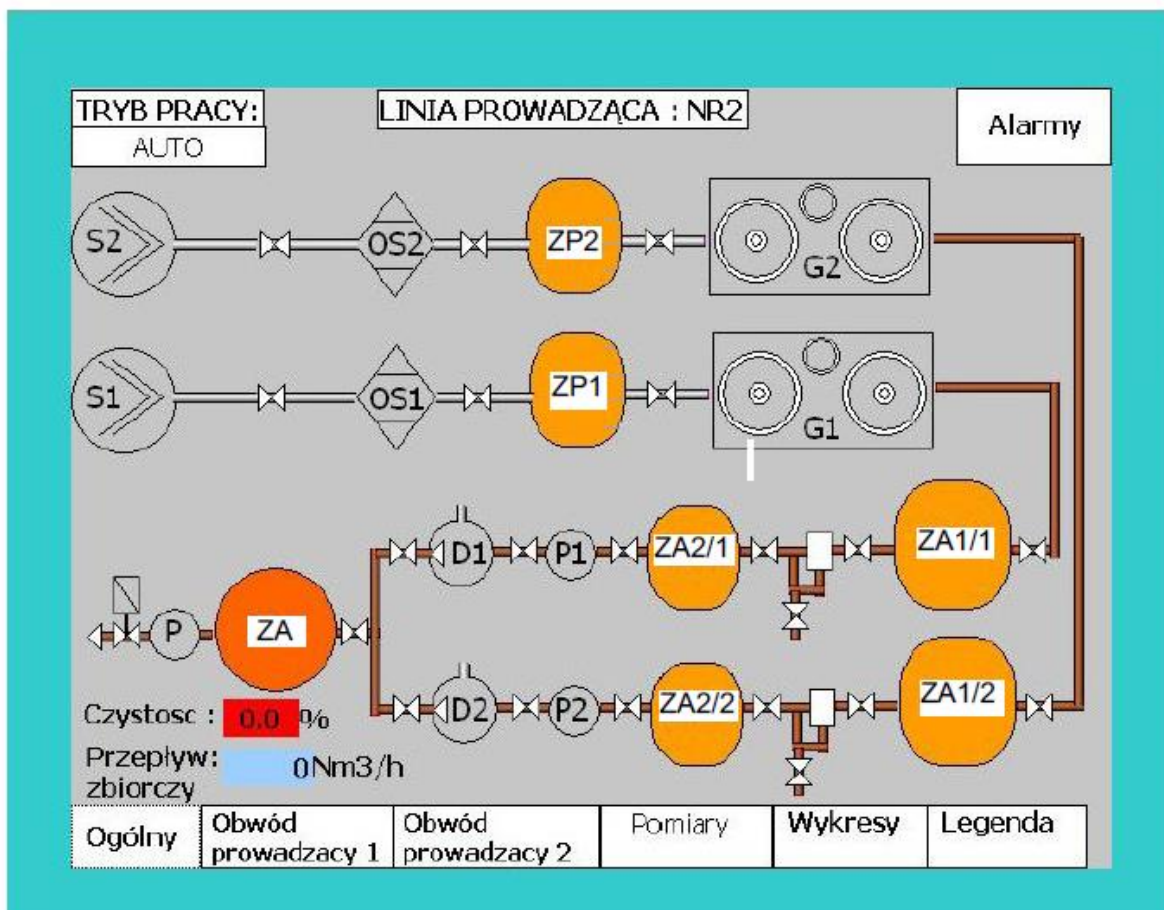 TRYB PRACY:
LINIA PROWADZĄCA : NR2
Alarmy
AUTO
S2
OS2
ZP2
G2
S1
OS1
ZP1
G1
D1
P1
ZA2/1
ZA1/1
P
ZA
D2
P2
ZA2/2
ZA1/2
Czystosc : 0.0 %
Przepływ: 0Nm3/h
zbiorczy
Ogólny
Obwód
prowadzacy 1
Obwód
prowadzacy 2
Pomiary
Wykresy
Legenda